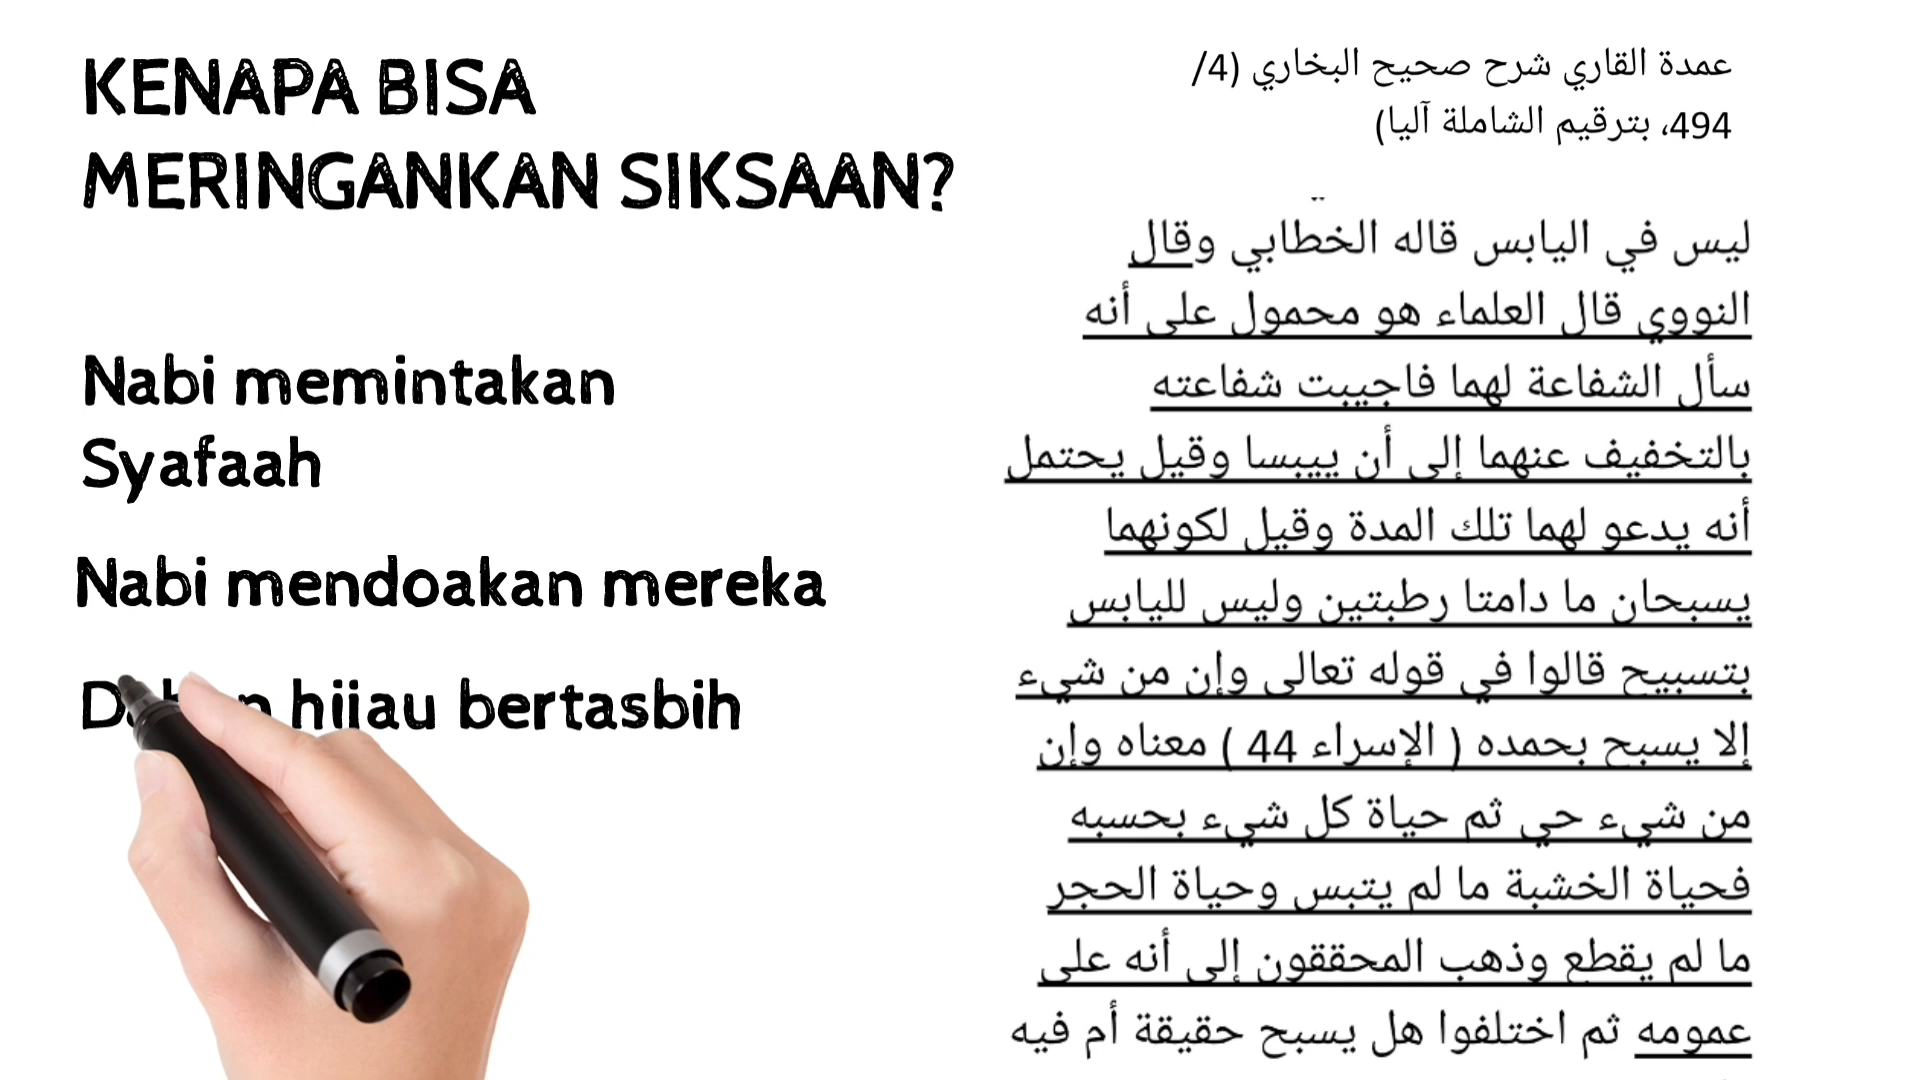 KENAPA BISA
MERINGANKAN SIKSAAN?
Nabi memintakan
Syafaah
Nabi mendoakan mereka
hijau bertasbih
عمدة القاري شرح صحيح البخاري (4/
494، بترقيم الشاملة آليا)
ليس في اليابس قاله الخطابي وقال
النووي قال العلماء هو محمول على أنه
سأل الشفاعة لهما فاجيبت شفاعته
بالتخفيف عنهما إلى أن ييبسا وقيل يحتمل
أنه يدعو لهما تلك المدة وقيل لكونهما
يسبحان ما دامتا رطبتين وليس لليابس
بتسبيح قالوا في قوله تعالى وإن من شيء
إلا يسبح بحمده ( الإسراء 44 ) معناه وإن
من شيء حي ثم حياة كل شيء بحسبه
فحياة الخشبة ما لم يتبس وحياة الحجر
ما لم يقطع وذهب المحققون إلى أنه على
عمومه ثم اختلفوا هل يسبح حقيقة أم فيه